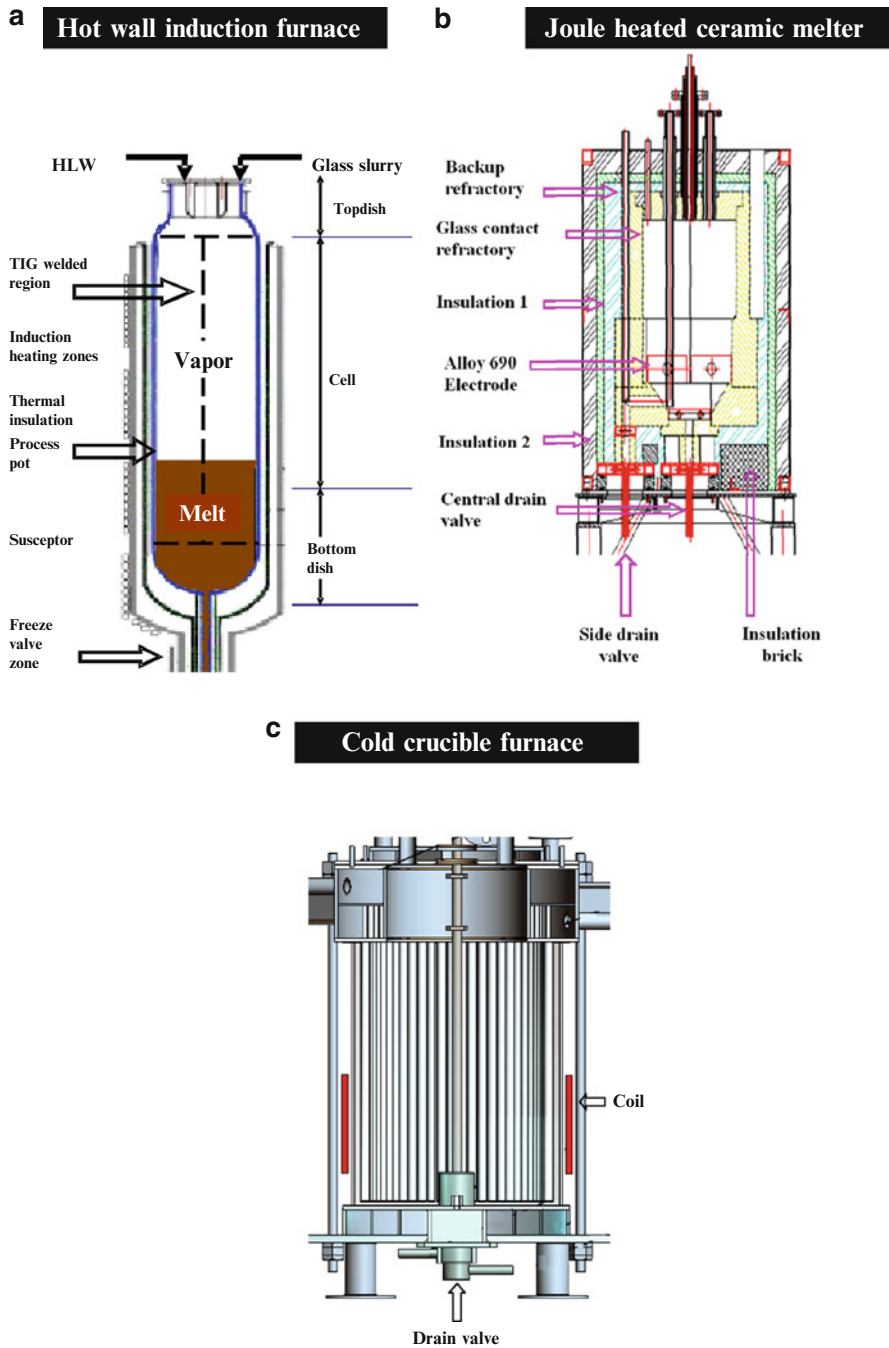 a
Hot wall induction furnace
HLW
Glass slurry
Topdish
TIG welded
region
Induction
heating zones
Vapor
Cell
Thermal
insulation
Process
pot
Melt
Susceptor
Bottom
dish
Freeze
valve
zone
b
Joule heated ceramic melter
Backup
refractory
Glass contact
refractory
Insulation 1
Alloy 690
Electrode
Insulation 2
Central drain
valve
Side drain
valve
Insulation
brick
c
Cold crucible furnace
Coil
Drain valve